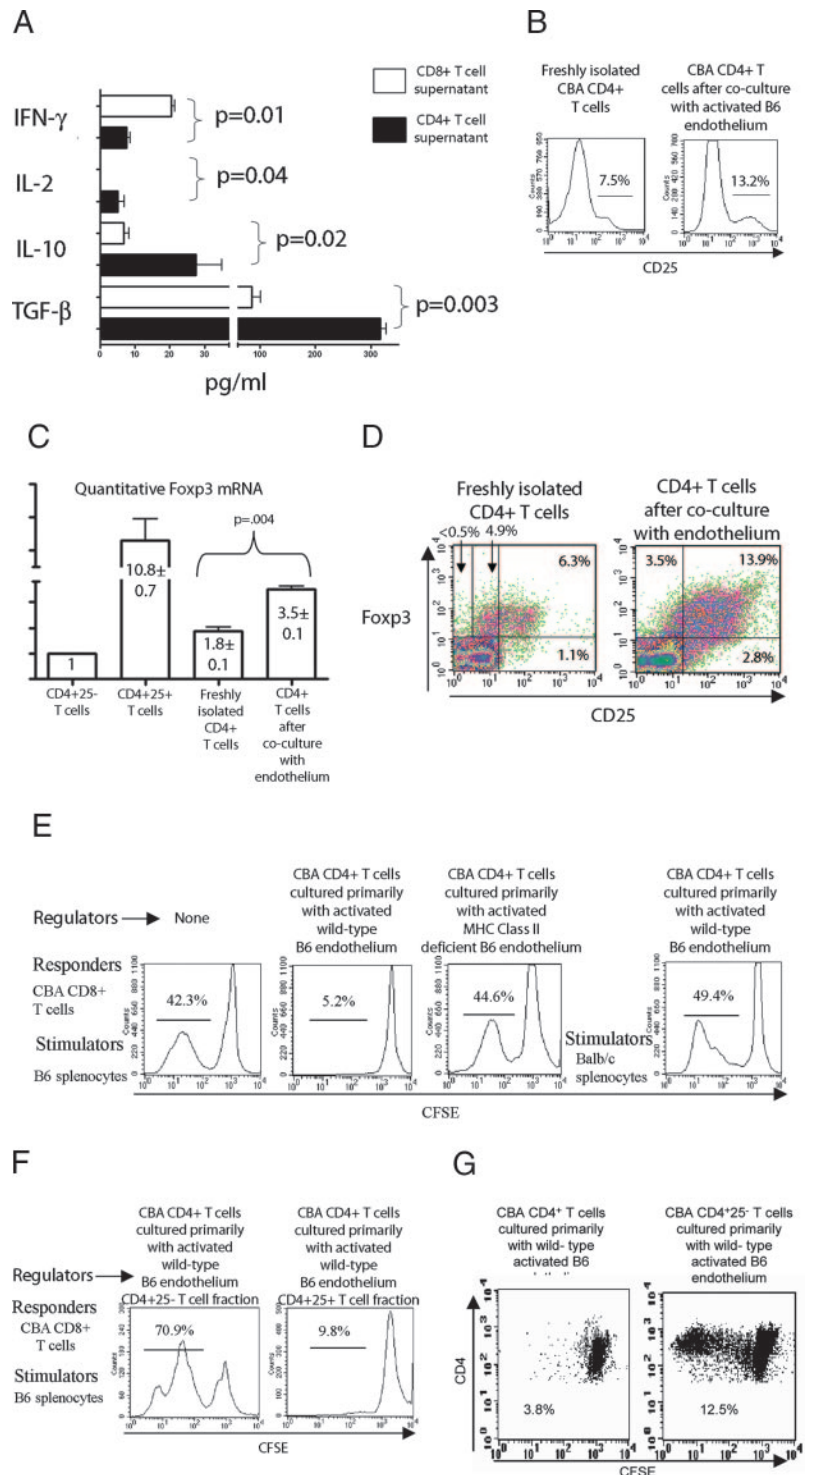 A
CD8+ T cell
supernatant
CD4+ T cell
supernatant
IFN-γ
p=0.01
IL-2
p=0.04
IL-10
p=0.02
TGF-β
p=0.003
0 10 20 30 100 200 300
pg/ml
B
Freshly isolated
CBA CD4+
T cells
CBA CD4+ T
cells after co-culture
with activated B6
endothelium
7.5%
13.2%
Counts
Counts
CD25
C
Quantitative Foxp3 mRNA
p=.004
1
10.8±
0.7
1.8±
0.1
3.5±
0.1
CD4+25-
T cells
CD4+25+
T cells
Freshly
isolated
CD4+
T cells
CD4+
T cells
after
co-culture
with
endothelium
D
Freshly isolated
CD4+ T cells
CD4+ T cells
after co-culture
with endothelium
<0.5% 4.9%
6.3%
1.1%
3.5%
13.9%
2.8%
Foxp3
CD25
E
Regulators
None
CBA CD4+ T cells
cultured primarily
with activated
wild-type
B6 endothelium
CBA CD4+ T cells
cultured primarily
with activated
MHC Class II
deficient B6 endothelium
CBA CD4+ T cells
cultured primarily
with activated
wild-type
B6 endothelium
Responders
CBA CD8+
T cells
Stimulators
B6 splenocytes
42.3%
5.2%
44.6%
Stimulators
Balb/c
splenocytes
49.4%
Counts
CFSE
F
CBA CD4+ T cells
cultured primarily
with activated
wild-type
B6 endothelium
CD4+25- T cell fraction
CBA CD4+ T cells
cultured primarily
with activated
wild-type
B6 endothelium
CD4+25+ T cell fraction
Regulators
Responders
CBA CD8+
T cells
Stimulators
B6 splenocytes
70.9%
9.8%
Counts
CFSE
G
CBA CD4⁺ T cells
cultured primarily
with wild- type
activated B6
CBA CD4⁺25⁻ T cells
cultured primarily
with wild- type
activated B6
endothelium
CD4
3.8%
12.5%
CFSE